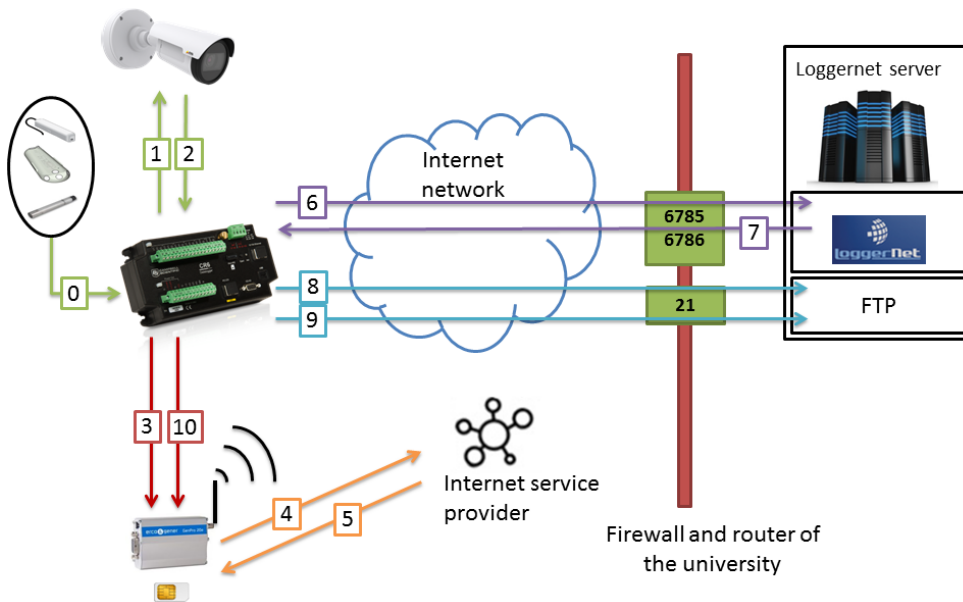 Loggernet server
1
2
Internet
network
6
6785
6786
7
LoggerNet
CR6
0
8
9
21
FTP
3
10
Internet service
provider
4
5
Firewall and router of
the university